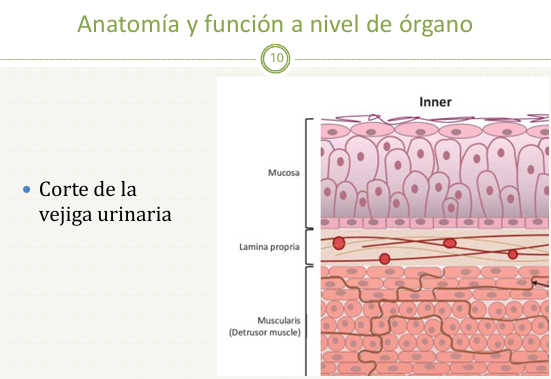 Anatomía y función a nivel de órgano
10
Inner
Mucosa
Corte de la
vejiga urinaria
Lamina propria
Muscularis
(Detrusor muscle)